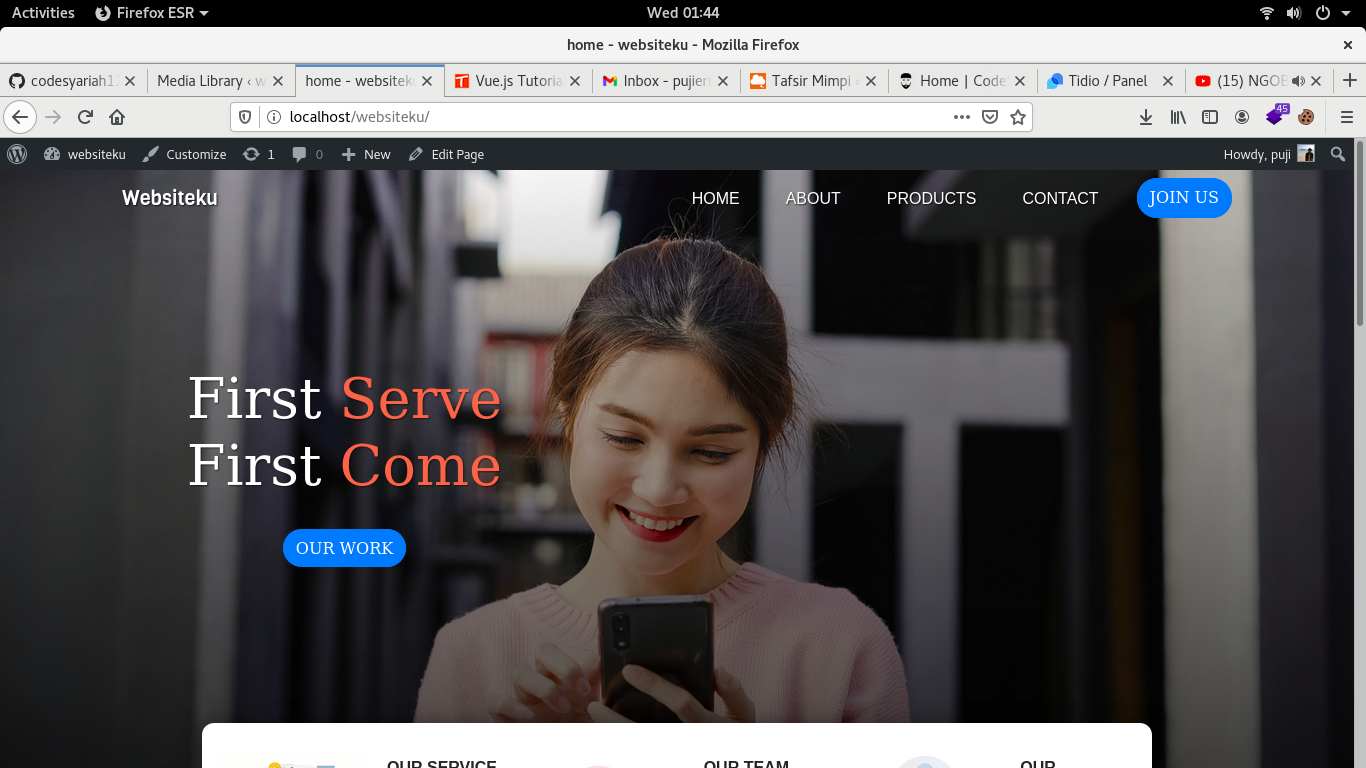 Activities Firefox ESR Wed 01:44
home - websiteku - Mozilla Firefox
codesyariah1 Media Library ‹ w home - websiteku Vue.js Tutoria Inbox - pujierm Tafsir Mimpi Home | Code (15) Tidio / Panel NGOB
localhost/websiteku/
45
websiteku Customize 1 0 New Edit Page Howdy, puji
Websiteku HOME ABOUT PRODUCTS CONTACT JOIN US
First Serve
First Come
OUR WORK
OUR SERVICE OUR TEAM OUR